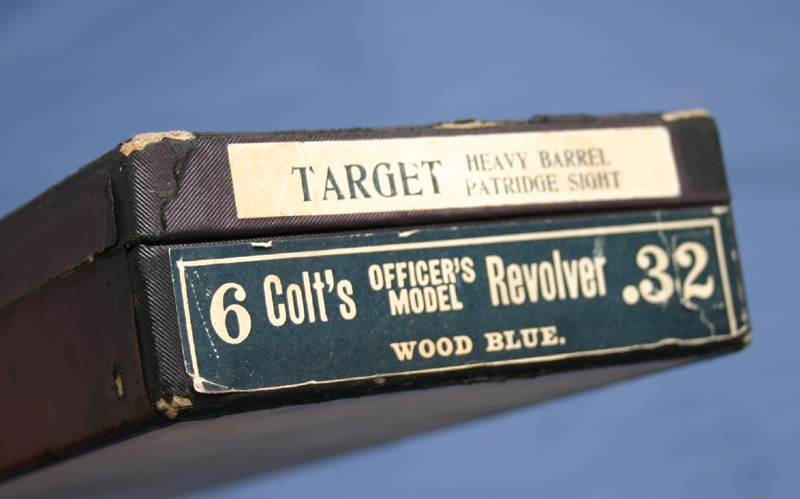 TARGET HEAVY BARREL
PATRIDGE SIGHT
6 Colt's OFFICER'S MODEL Revolver .32
WOOD BLUE.